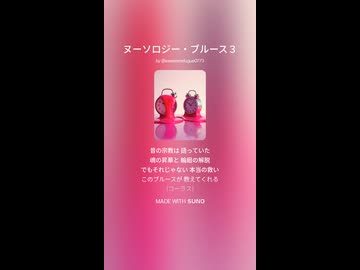 ヌーソロジー・ブルース３
昔の宗教は 語っていた
魂の昇華と 輪廻の解脱
でもそれじゃない 本当の救い
このブルースが 教えてくれる
(コーラス)
MADE WITH SUNO